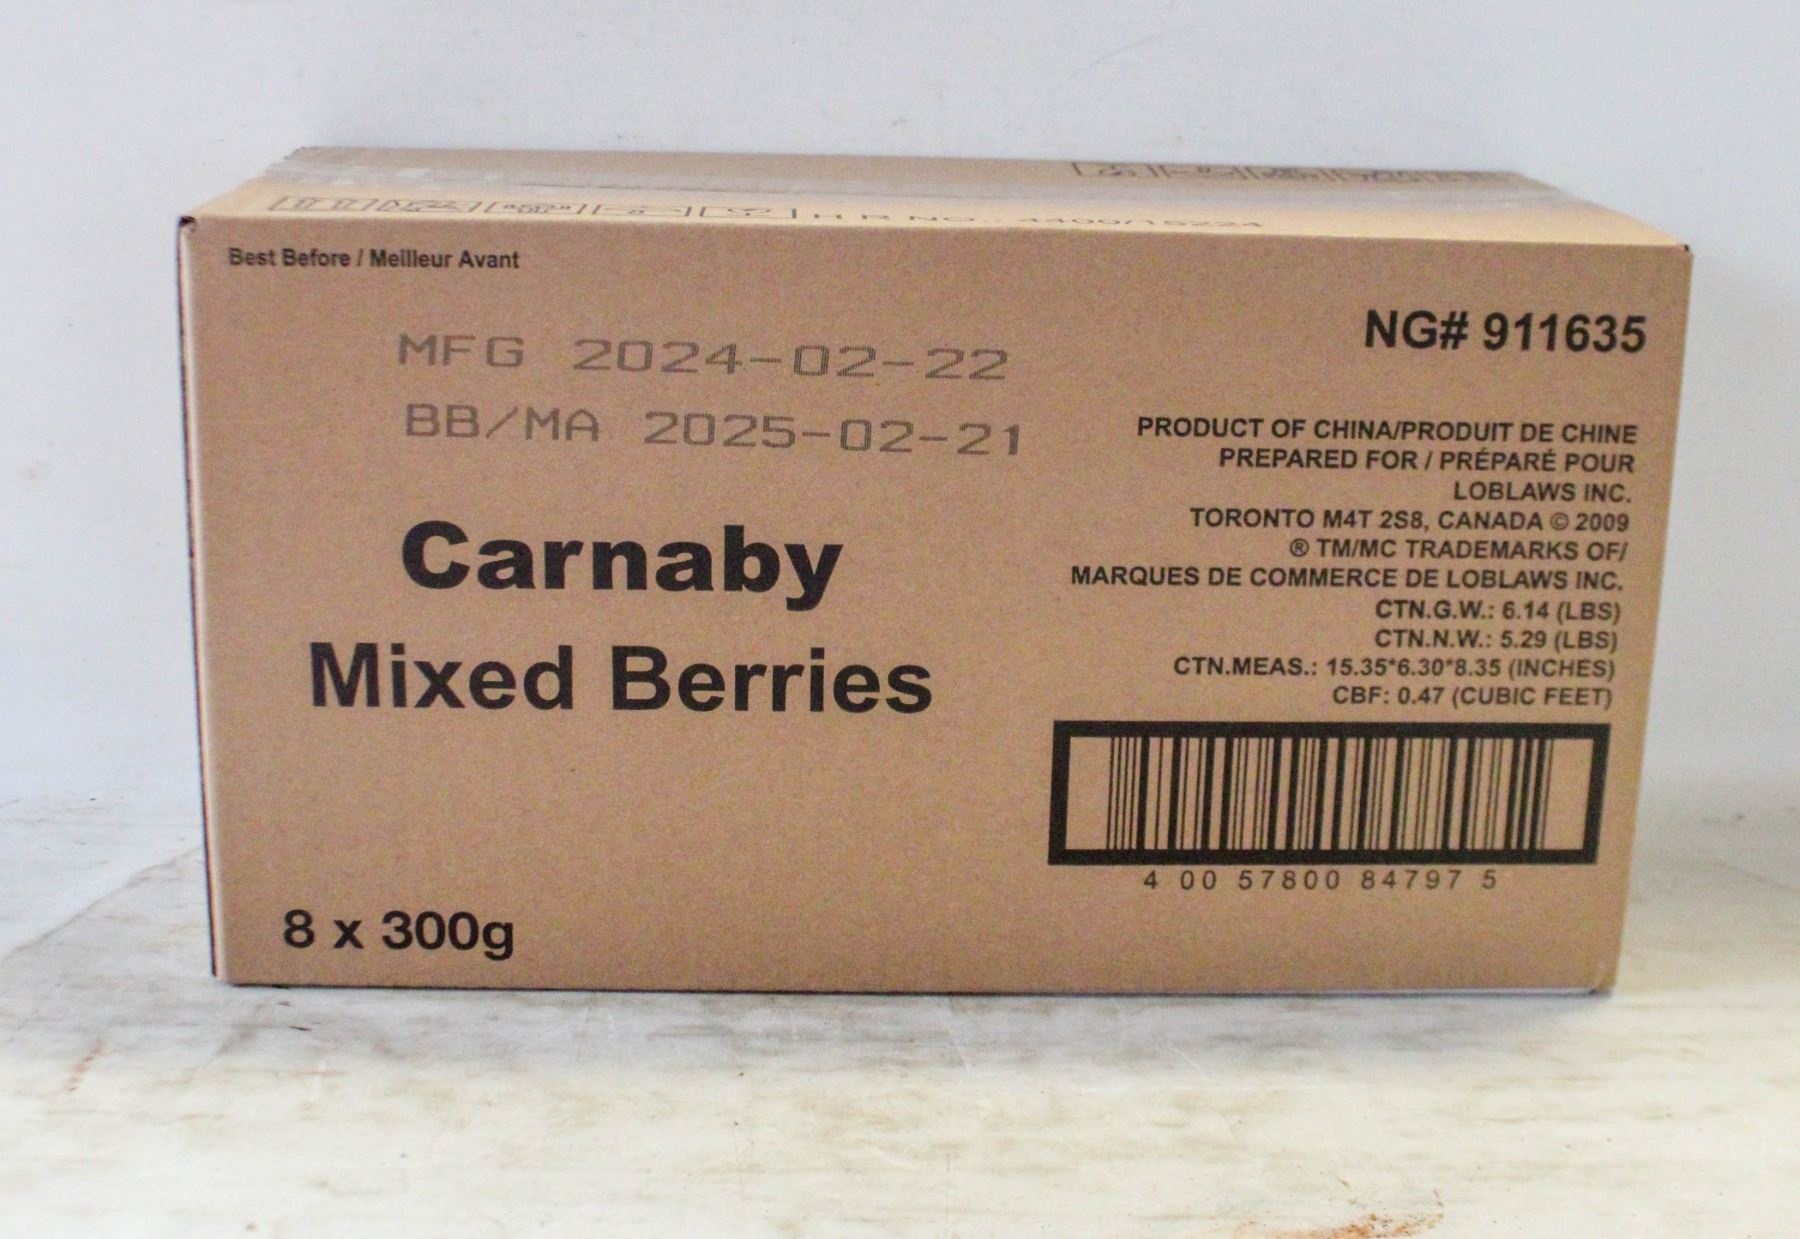 H R NO.: 4400/15224
Best Before / Meilleur Avant
MFG 2024-02-22
BB/MA 2025-02-21
Carnaby
Mixed Berries
8 x 300g
NG# 911635
PRODUCT OF CHINA/PRODUIT DE CHINE
PREPARED FOR / PRÉPARÉ POUR
LOBLAWS INC.
TORONTO M4T 2S8, CANADA © 2009
® TM/MC TRADEMARKS OF/
MARQUES DE COMMERCE DE LOBLAWS INC.
CTN.G.W.: 6.14 (LBS)
CTN.N.W.: 5.29 (LBS)
CTN.MEAS.: 15.35*6.30*8.35 (INCHES)
CBF: 0.47 (CUBIC FEET)
4 00 57800 84797 5